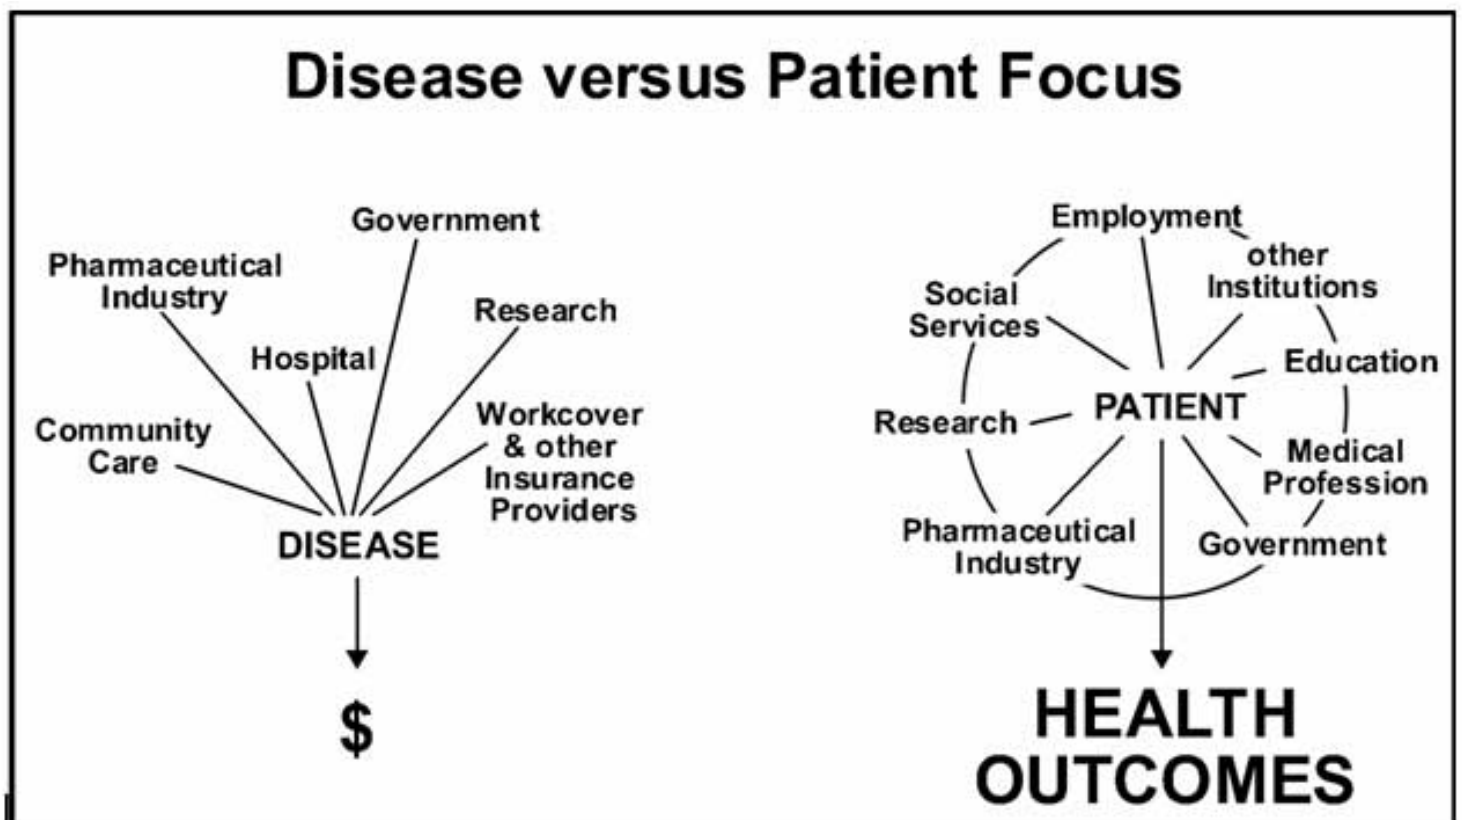 Disease versus Patient Focus
Government
Pharmaceutical
Industry
Research
Hospital
Community
Care
Workcover
& other
Insurance
Providers
DISEASE
$
Employment
other
Institutions
Social
Services
Education
PATIENT
Research
Medical
Profession
Pharmaceutical
Industry
Government
HEALTH
OUTCOMES